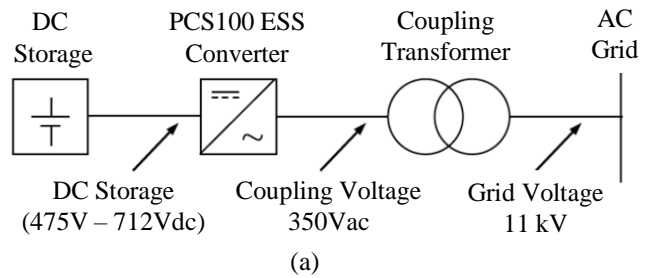 DC
Storage
PCS100 ESS
Converter
Coupling
Transformer
AC
Grid
DC Storage
(475V – 712Vdc)
Coupling Voltage
350Vac
Grid Voltage
11 kV
(a)